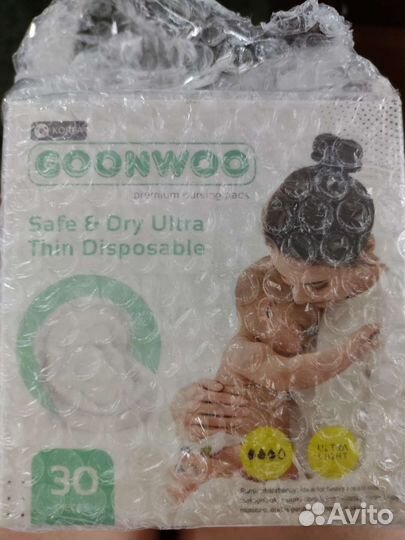 KOREA
GOONWOO
premium nursing pads
Safe & Dry Ultra
Thin Disposable
ULTRA
LIGHT
30
Avito